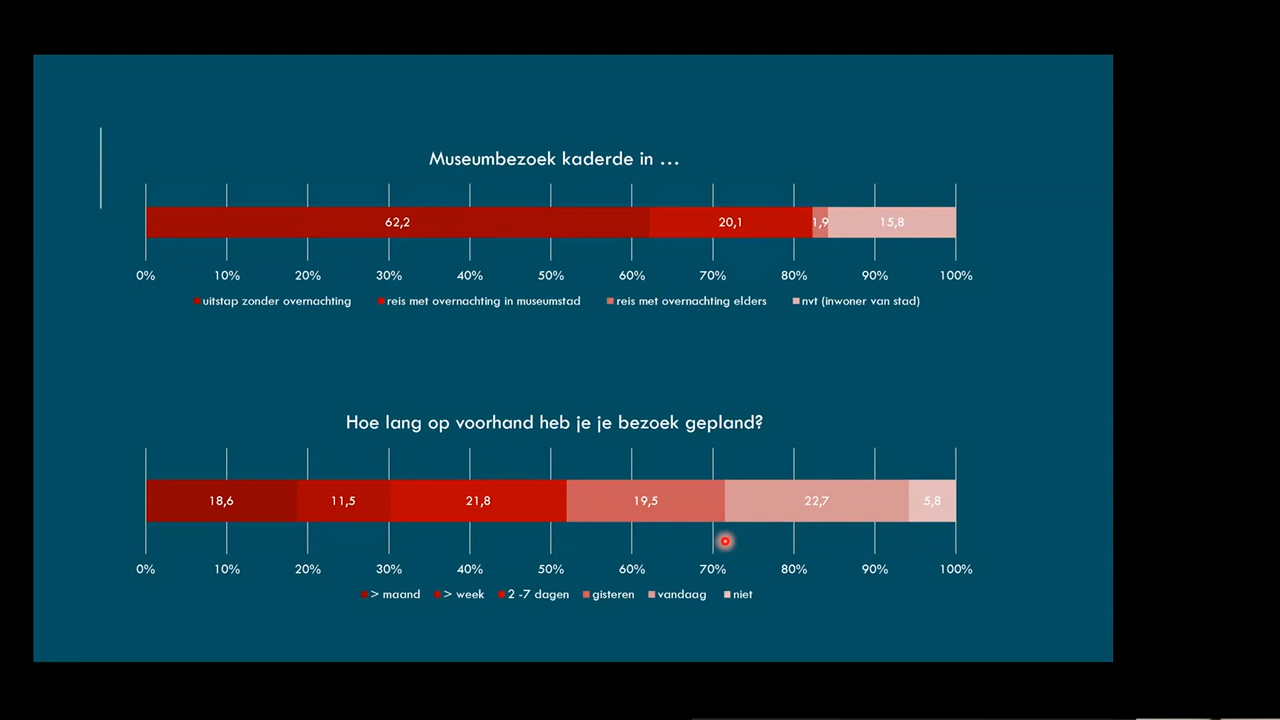 Museumbezoek kaderde in ...
62,2 20,1 1,9 15,8
0% 10% 20% 30% 40% 50% 60% 70% 80% 90% 100%
uitstap zonder overnachting reis met overnachting in museumstad reis met overnachting elders nvt (inwoner van stad)
Hoe lang op voorhand heb je je bezoek gepland?
18,6 11,5 21,8 19,5 22,7 5,8
0% 10% 20% 30% 40% 50% 60% 70% 80% 90% 100%
> maand > week 2 -7 dagen gisteren vandaag niet